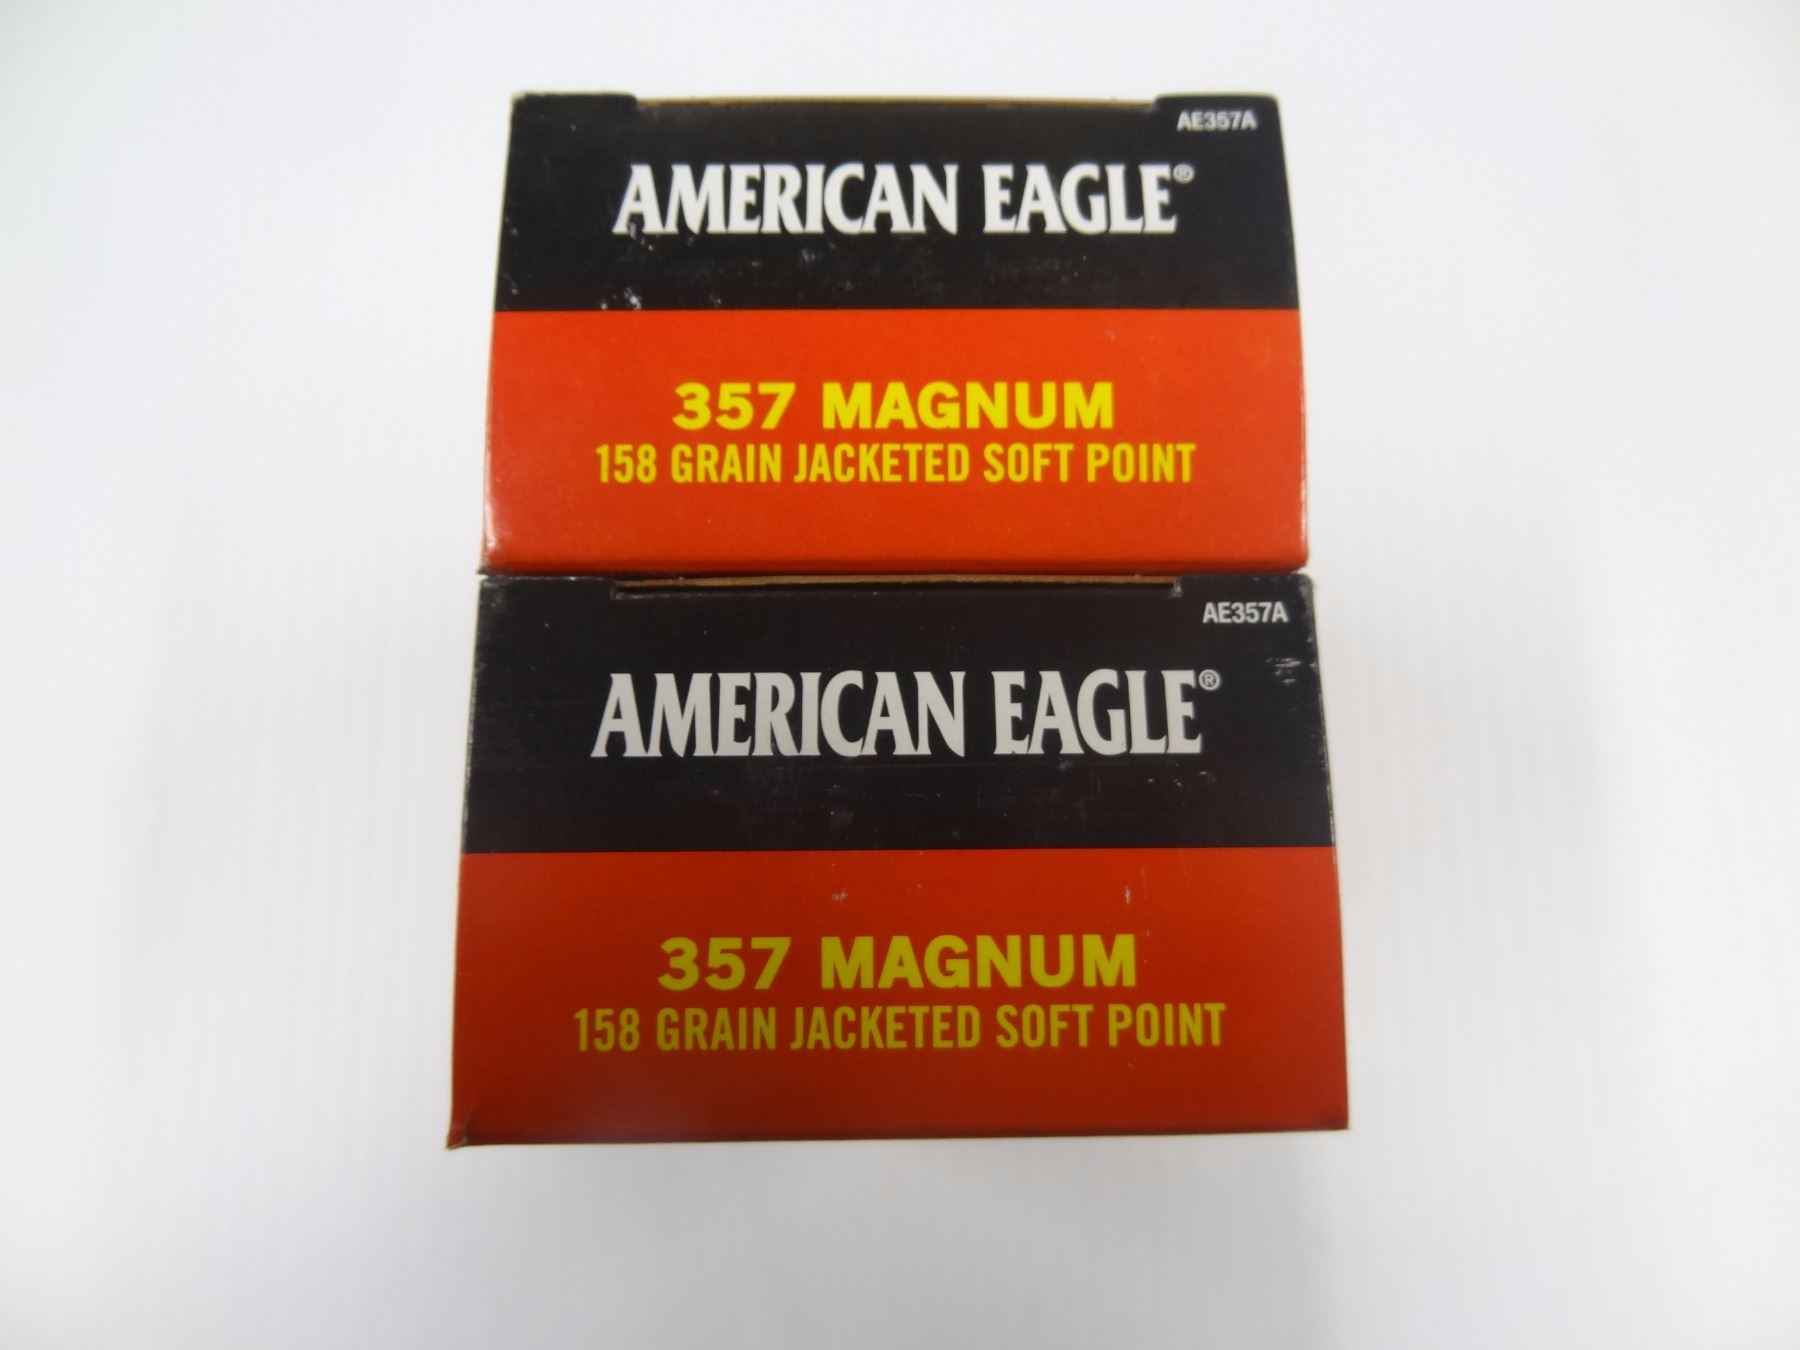 AE357A
AMERICAN EAGLE®
357 MAGNUM
158 GRAIN JACKETED SOFT POINT
AE357A
AMERICAN EAGLE®
357 MAGNUM
158 GRAIN JACKETED SOFT POINT